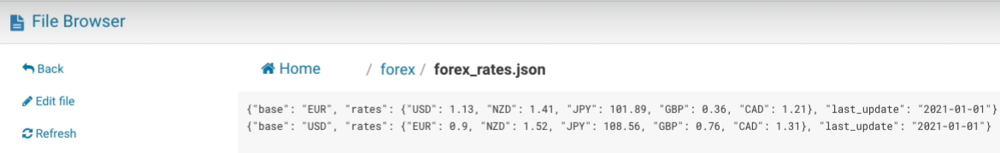 File Browser
Back
Home / forex / forex_rates.json
Edit file
{"base": "EUR", "rates": {"USD": 1.13, "NZD": 1.41, "JPY": 101.89, "GBP": 0.36, "CAD": 1.21}, "last_update": "2021-01-01"}
{"base": "USD", "rates": {"EUR": 0.9, "NZD": 1.52, "JPY": 108.56, "GBP": 0.76, "CAD": 1.31}, "last_update": "2021-01-01"}
Refresh